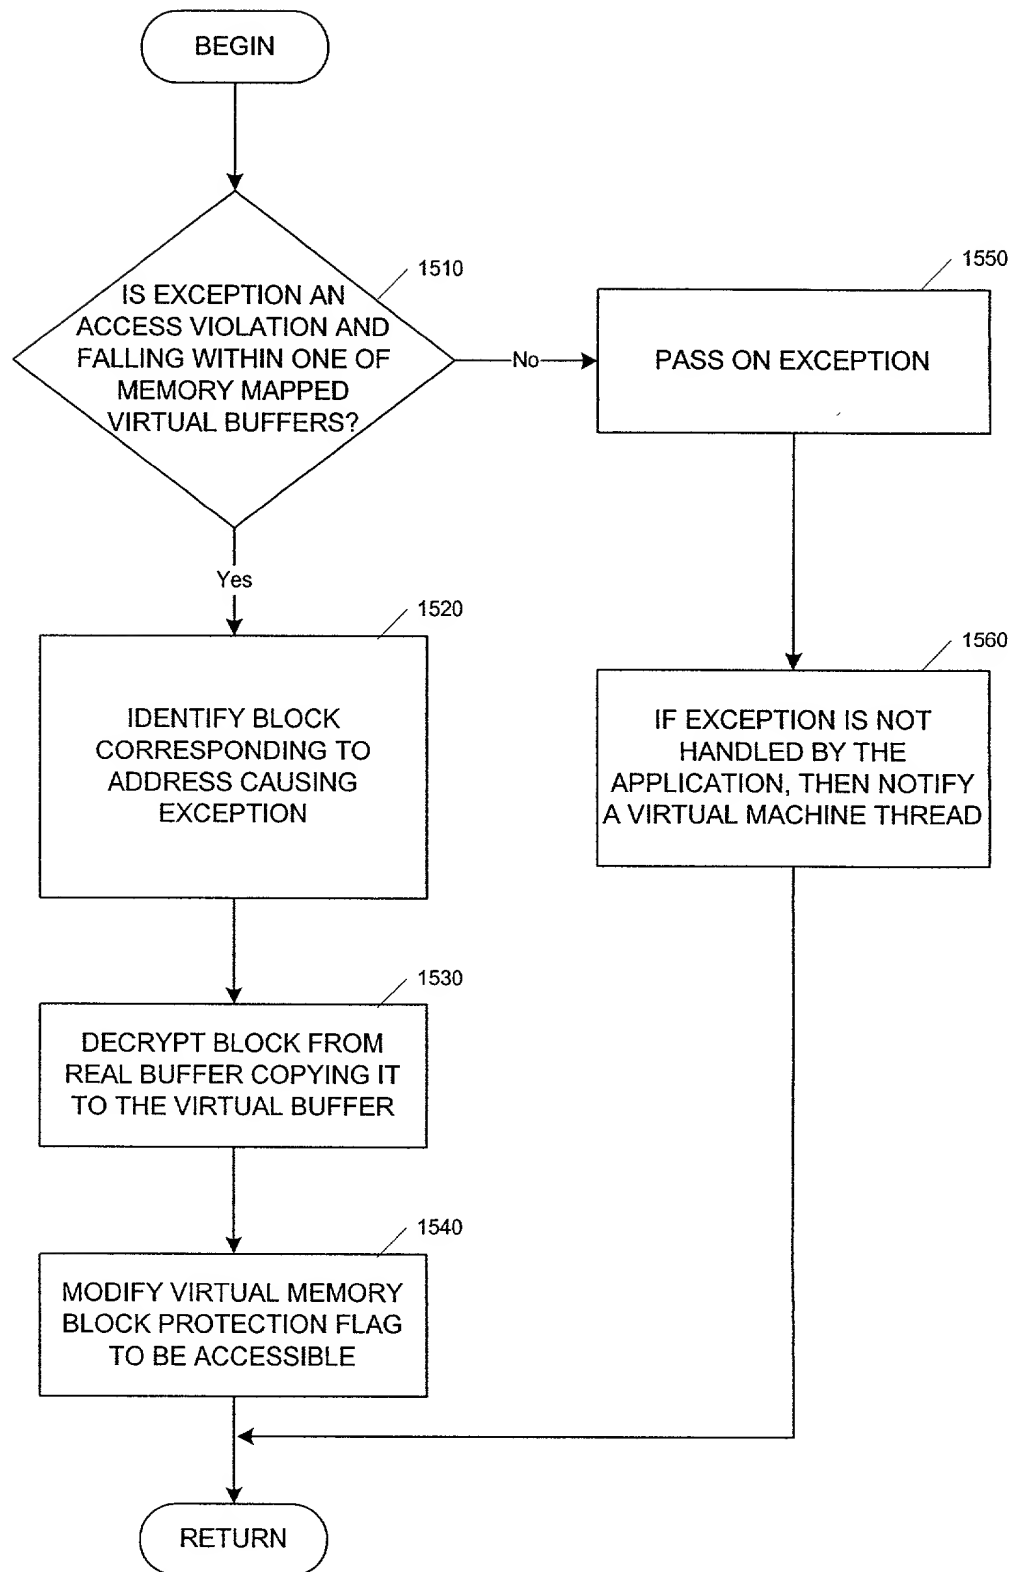 BEGIN
1510
IS EXCEPTION AN
ACCESS VIOLATION AND
FALLING WITHIN ONE OF
MEMORY MAPPED
VIRTUAL BUFFERS?
No
1550
PASS ON EXCEPTION
Yes
1520
IDENTIFY BLOCK
CORRESPONDING TO
ADDRESS CAUSING
EXCEPTION
1560
IF EXCEPTION IS NOT
HANDLED BY THE
APPLICATION, THEN NOTIFY
A VIRTUAL MACHINE THREAD
1530
DECRYPT BLOCK FROM
REAL BUFFER COPYING IT
TO THE VIRTUAL BUFFER
1540
MODIFY VIRTUAL MEMORY
BLOCK PROTECTION FLAG
TO BE ACCESSIBLE
RETURN